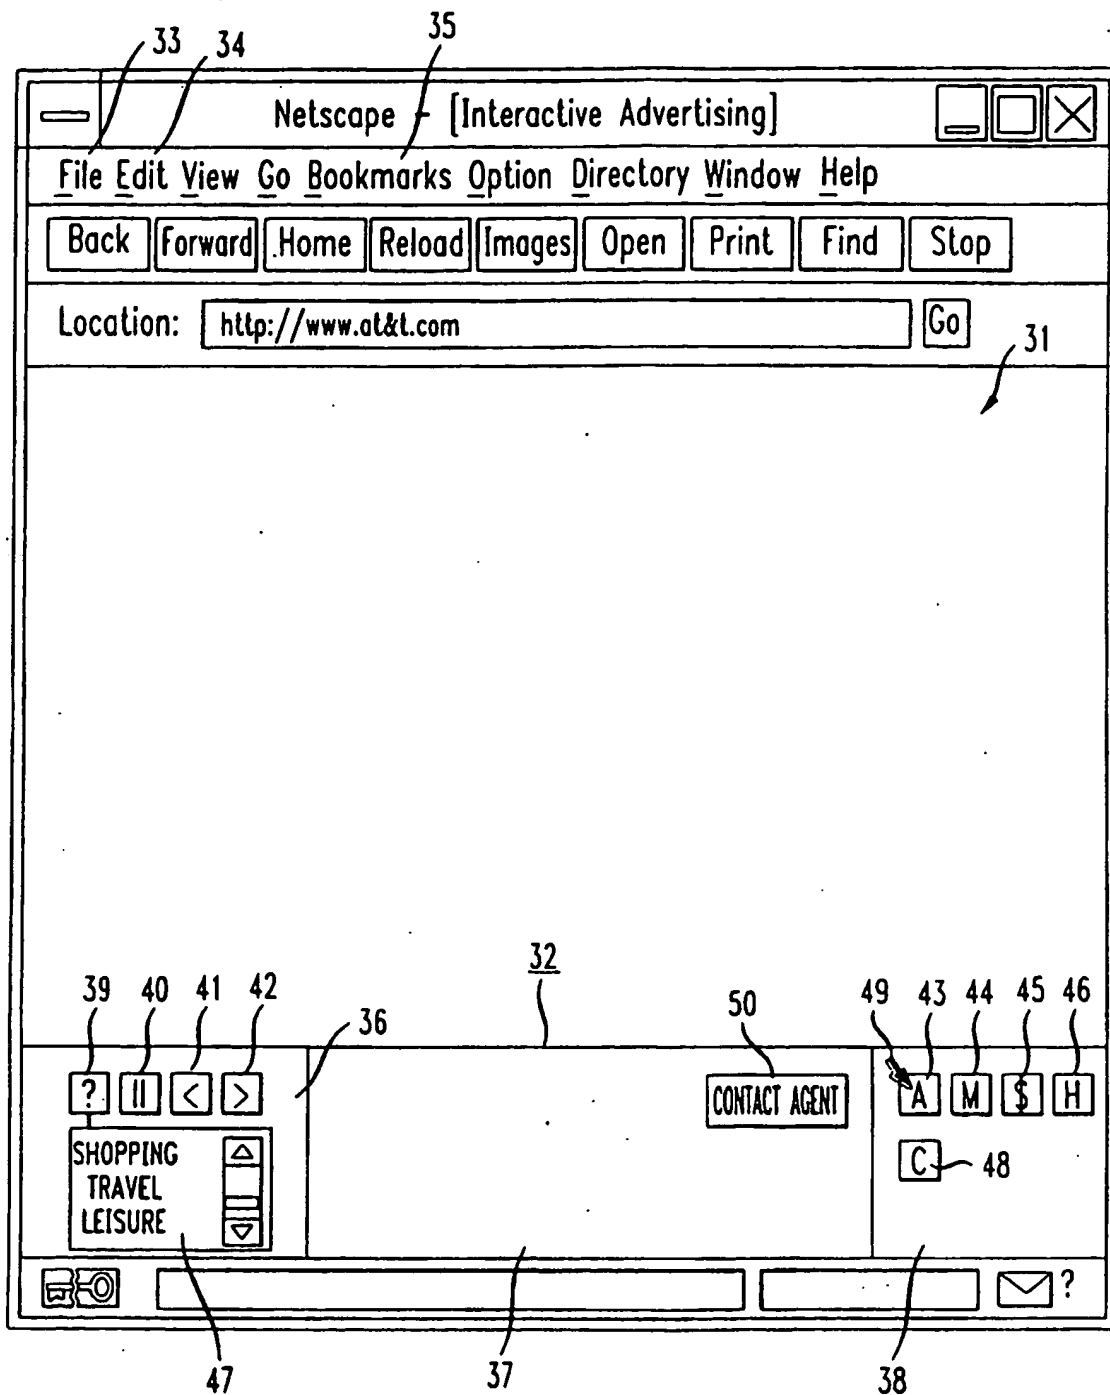 33 34 35
Netscape - [Interactive Advertising]
File Edit View Go Bookmarks Option Directory Window Help
Back Forward Home Reload Images Open Print Find Stop
Location: http://www.at&t.com Go
31
32
39 40 41 42 36 50 49 43 44 45 46
? II < > CONTACT AGENT A M $ H
SHOPPING
TRAVEL
LEISURE
C 48
?
47 37 38